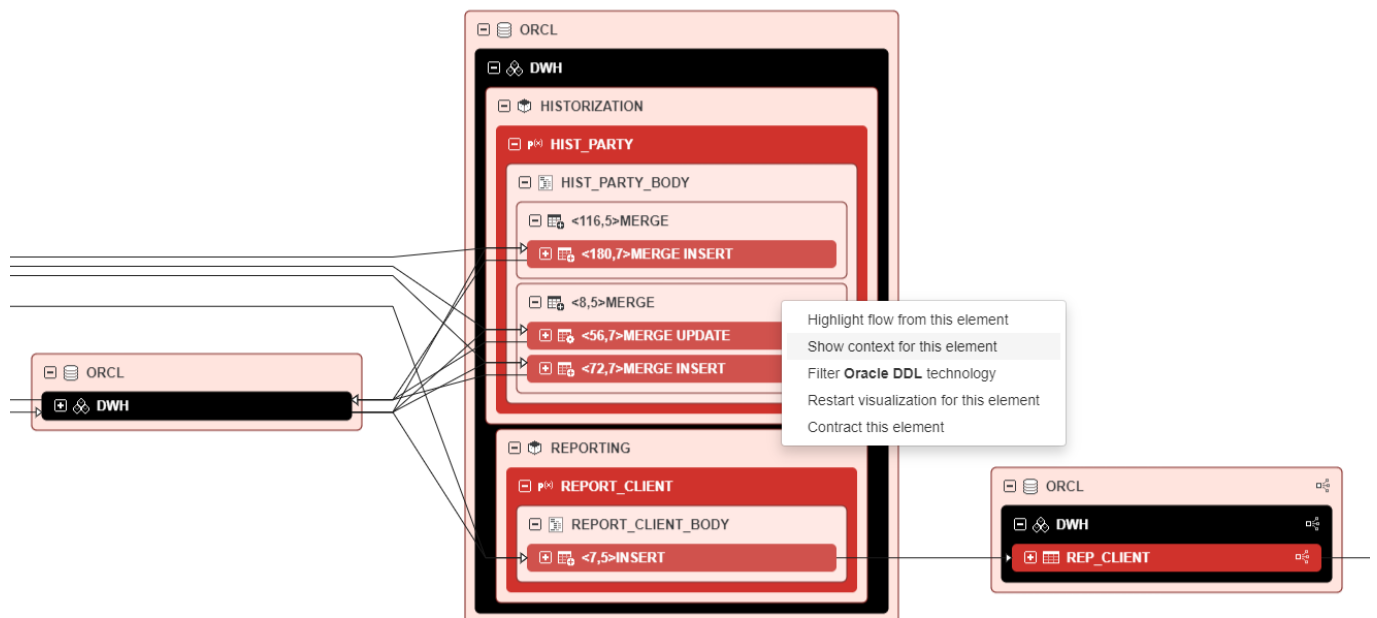 ORCL
DWH
HISTORIZATION
P(x) HIST_PARTY
HIST_PARTY_BODY
<116,5>MERGE
<180,7>MERGE INSERT
<8,5>MERGE
<56,7>MERGE UPDATE
<72,7>MERGE INSERT
Highlight flow from this element
Show context for this element
Filter Oracle DDL technology
Restart visualization for this element
Contract this element
ORCL
DWH
REPORTING
P(x) REPORT_CLIENT
REPORT_CLIENT_BODY
<7,5>INSERT
ORCL
DWH
REP_CLIENT